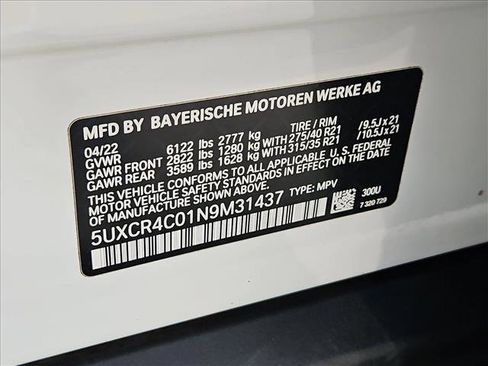 MFD BY BAYERISCHE MOTOREN WERKE AG
04/22 TIRE / RIM
GVWR 6122 lbs 2777 kg
GAWR FRONT 2822 lbs 1280 kg WITH 275/40 R21 /9.5J x 21
GAWR REAR 3589 lbs 1628 kg WITH 315/35 R21 /10.5J x 21
THIS VEHICLE CONFORMS TO ALL APPLICABLE U.S. FEDERAL
MOTOR VEHICLE SAFETY AND THEFT PREVENTION STANDARDS
IN EFFECT ON THE DATE OF MANUFACTURE SHOWN ABOVE.
5UXCR4C01N9M31437 TYPE: MPV
300U
7 320 729